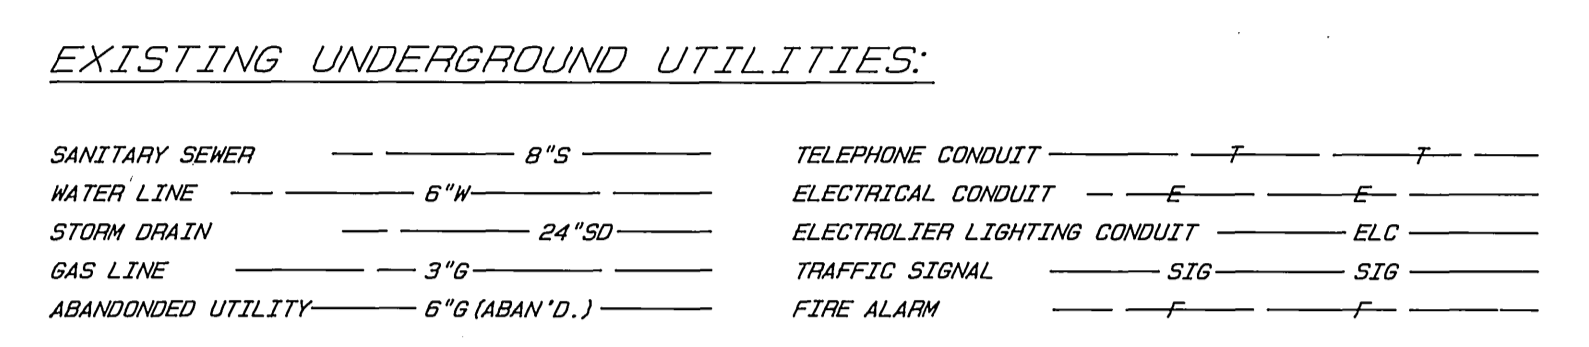 EXISTING UNDERGROUND UTILITIES:
SANITARY SEWER 8"S
WATER LINE 6"W
STORM DRAIN 24"SD
GAS LINE 3"G
ABANDONDED UTILITY 6"G (ABAN'D.)
TELEPHONE CONDUIT T T
ELECTRICAL CONDUIT E E
ELECTROLIER LIGHTING CONDUIT ELC
TRAFFIC SIGNAL SIG SIG
FIRE ALARM F F